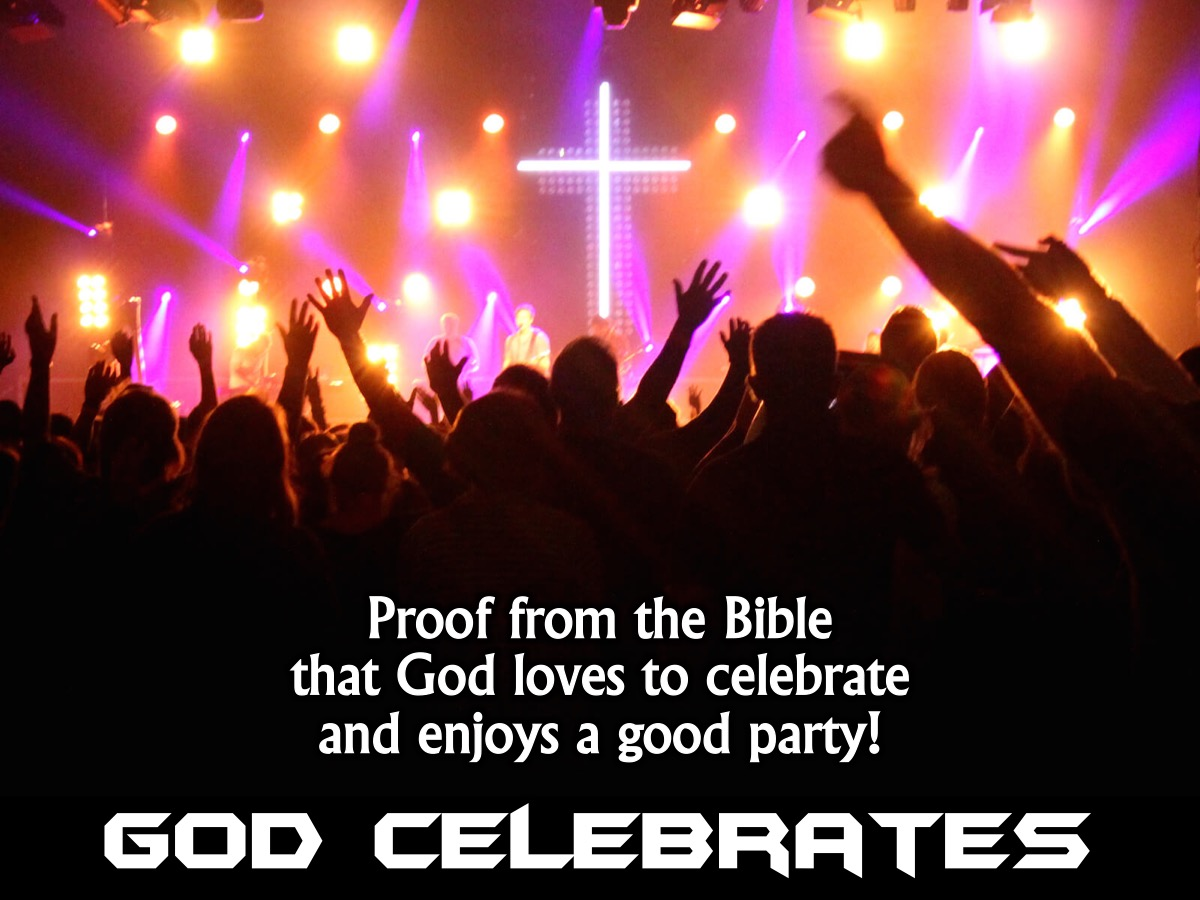 Proof from the Bible
that God loves to celebrate
and enjoys a good party!
GOD CELEBRATES